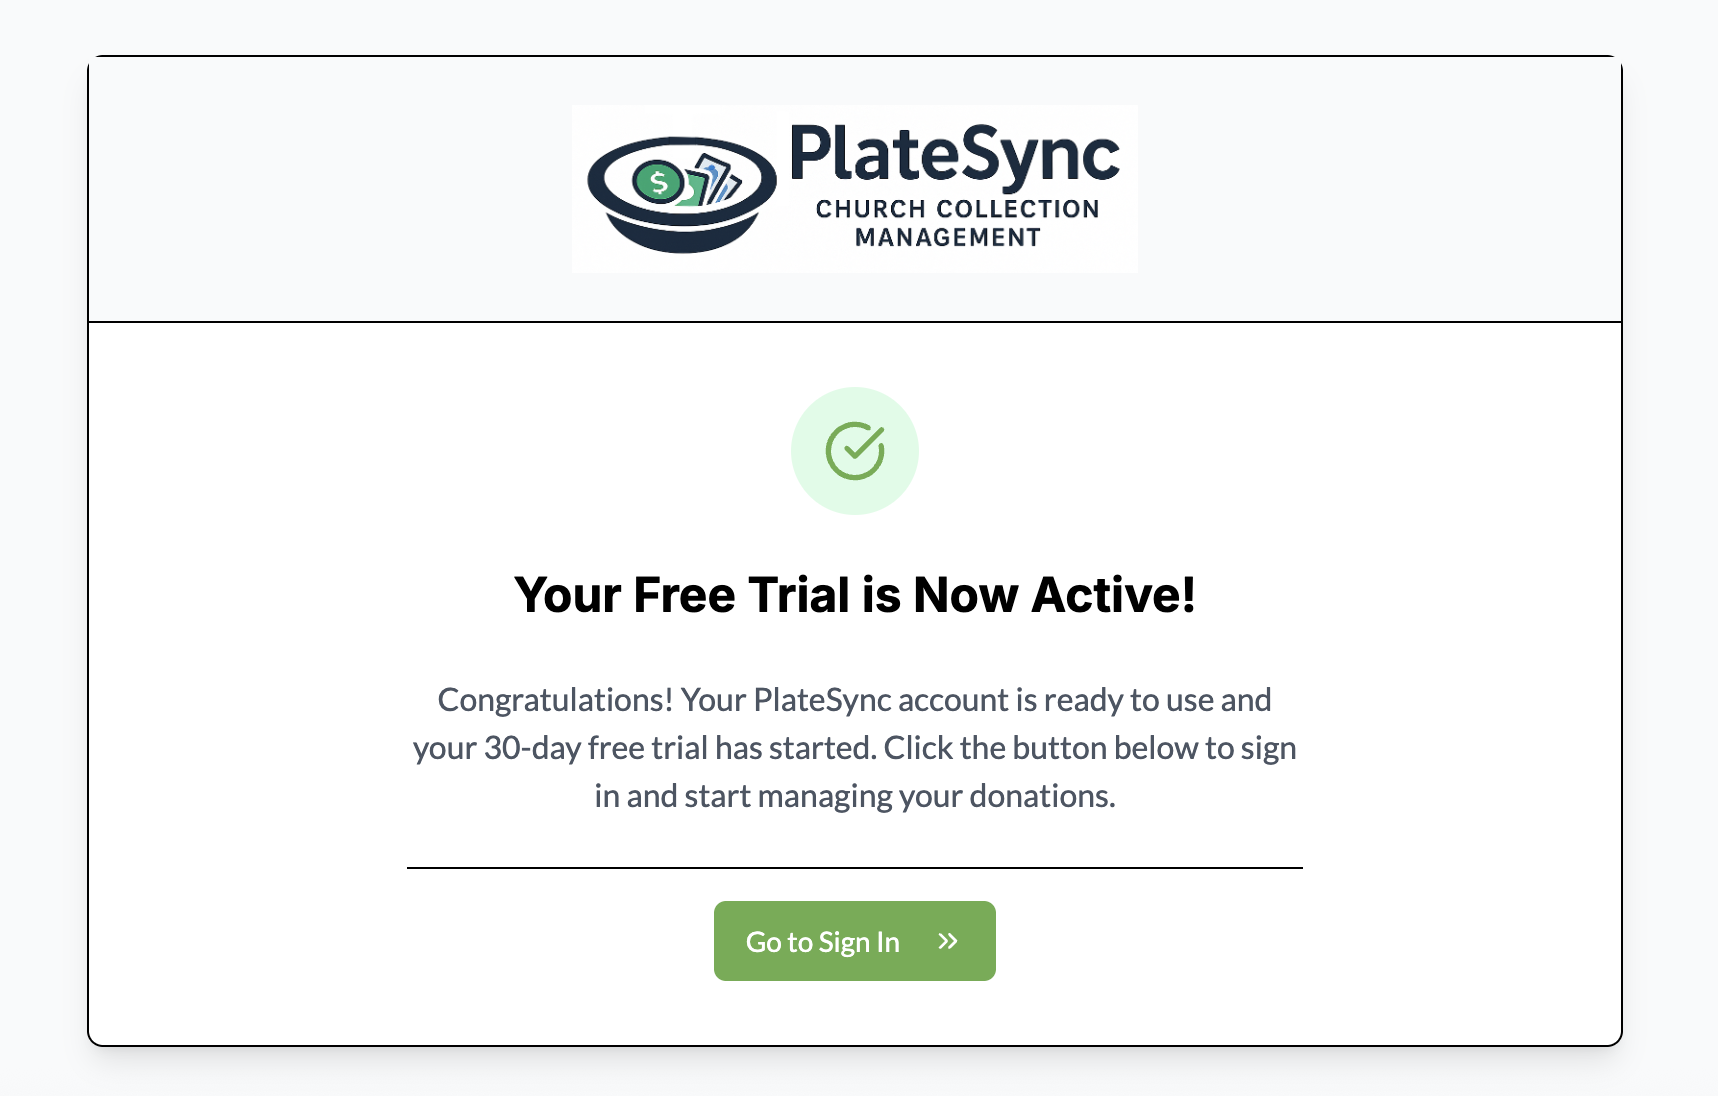 $
PlateSync
CHURCH COLLECTION
MANAGEMENT
Your Free Trial is Now Active!
Congratulations! Your PlateSync account is ready to use and
your 30-day free trial has started. Click the button below to sign
in and start managing your donations.
Go to Sign In »